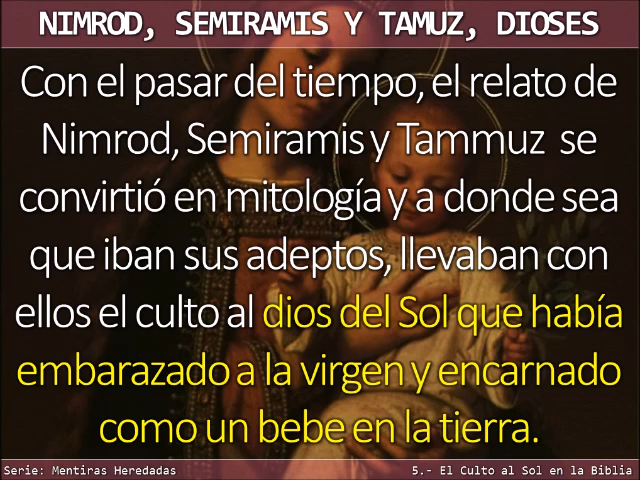 NIMROD, SEMIRAMIS Y TAMUZ, DIOSES
Con el pasar del tiempo, el relato de
Nimrod, Semiramis y Tammuz se
convirtió en mitología y a donde sea
que iban sus adeptos, llevaban con
ellos el culto al dios del Sol que había
embarazado a la virgen y encarnado
como un bebe en la tierra.
Serie: Mentiras Heredadas
5.- El Culto al Sol en la Biblia